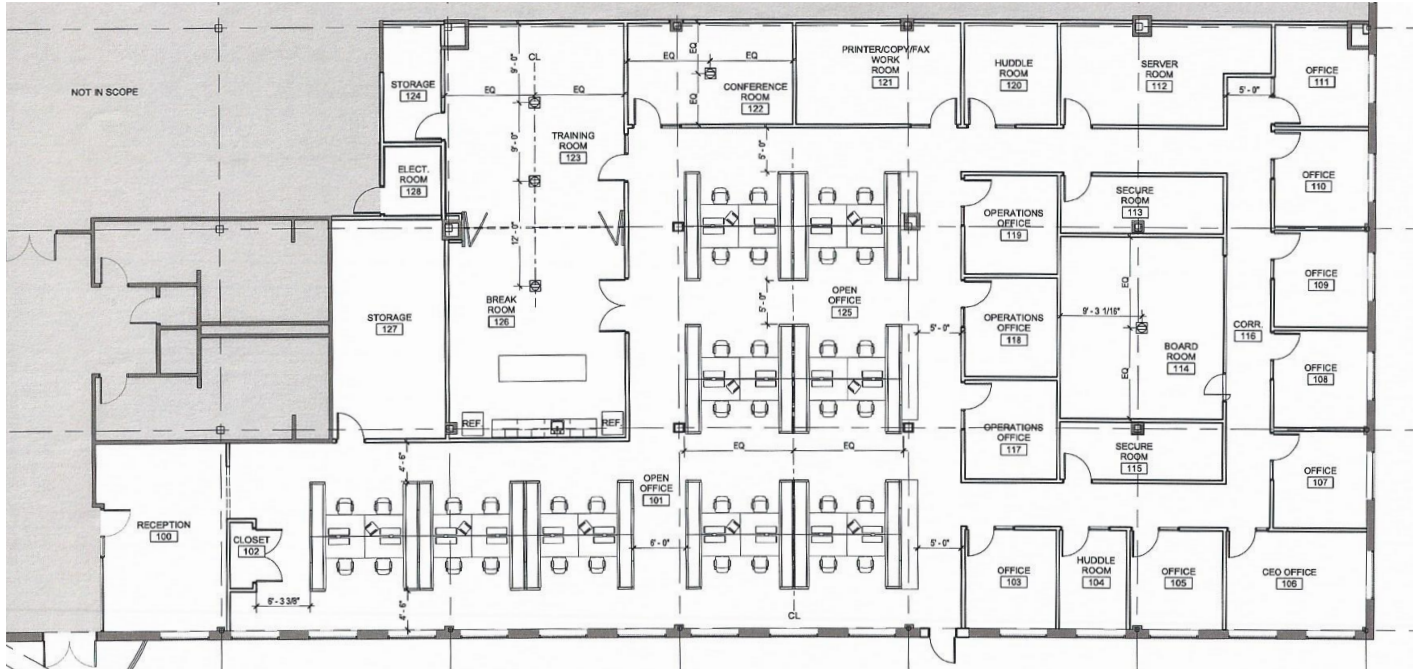 NOT IN SCOPE
STORAGE
124
9' - 0"
CL
EQ
EQ
9' - 0"
TRAINING
ROOM
123
ELECT.
ROOM
128
12' - 0"
EQ
EQ
EQ
EQ
CONFERENCE
ROOM
122
PRINTER/COPY/FAX
WORK
ROOM
121
HUDDLE
ROOM
120
SERVER
ROOM
112
5' - 0"
OFFICE
111
5' - 0"
OFFICE
110
SECURE
ROOM
113
OPERATIONS
OFFICE
119
OFFICE
109
STORAGE
127
BREAK
ROOM
126
REF.
REF.
5' - 0"
OPEN
OFFICE
125
5' - 0"
OPERATIONS
OFFICE
118
EQ
9' - 3 1/16"
EQ
BOARD
ROOM
114
CORR.
116
OFFICE
108
OPERATIONS
OFFICE
117
SECURE
ROOM
115
OFFICE
107
4'-6"
EQ
EQ
OPEN
OFFICE
101
RECEPTION
100
CLOSET
102
6' - 3 3/8"
4'-6"
6' - 0"
5' - 0"
CL
OFFICE
103
HUDDLE
ROOM
104
OFFICE
105
CEO OFFICE
106